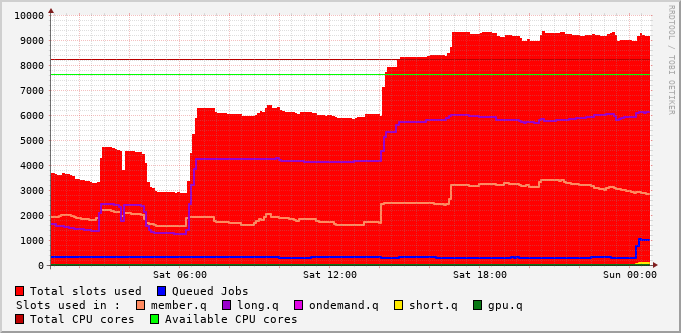 10000
9000
8000
7000
6000
5000
4000
3000
2000
1000
0
Sat 06:00 Sat 12:00 Sat 18:00 Sun 00:00
RRDTOOL / TOBI OETIKER
Total slots used Queued Jobs
Slots used in : member.q long.q ondemand.q short.q gpu.q
Total CPU cores Available CPU cores